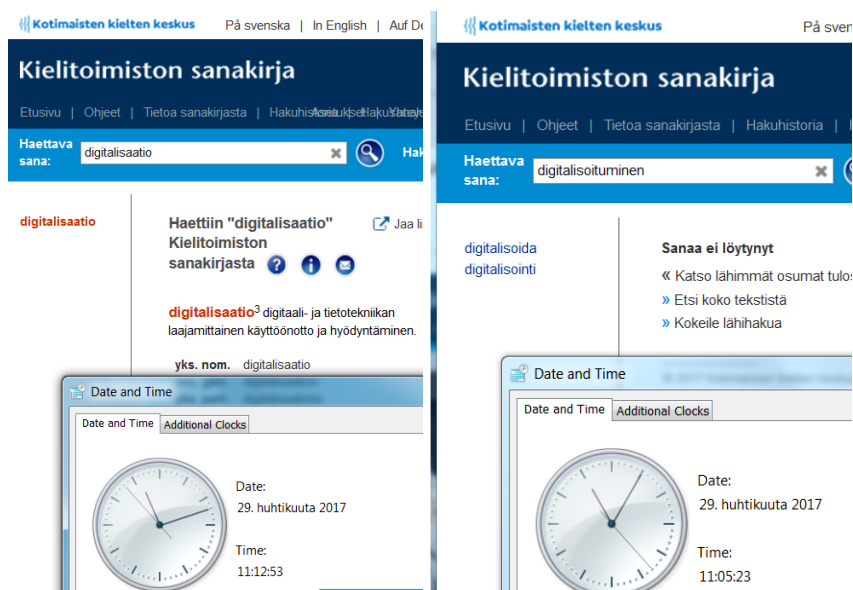 Kotimaisten kielten keskus
På svenska | In English | Auf De
Kielitoimiston sanakirja
Etusivu | Ohjeet | Tietoa sanakirjasta |
Haettava
sana:
digitalisaatio
Hak
digitalisaatio
Haettiin "digitalisaatio"
Kielitoimiston
sanakirjasta
Jaa li
digitalisaatio3 digitaali- ja tietotekniikan
laajamittainen käyttöönotto ja hyödyntäminen.
yks. nom. digitalisaatio
Date and Time
Date and Time
Additional Clocks
Date:
29. huhtikuuta 2017
Time:
11:12:53
Kotimaisten kielten keskus
På sven
Kielitoimiston sanakirja
Etusivu | Ohjeet | Tietoa sanakirjasta | Hakuhistoria |
Haettava
sana:
digitalisoituminen
digitalisoida
digitalisointi
Sanaa ei löytynyt
« Katso lähimmät osumat tulos
» Etsi koko tekstistä
» Kokeile lähihakua
Date and Time
Date and Time
Additional Clocks
Date:
29. huhtikuuta 2017
Time:
11:05:23